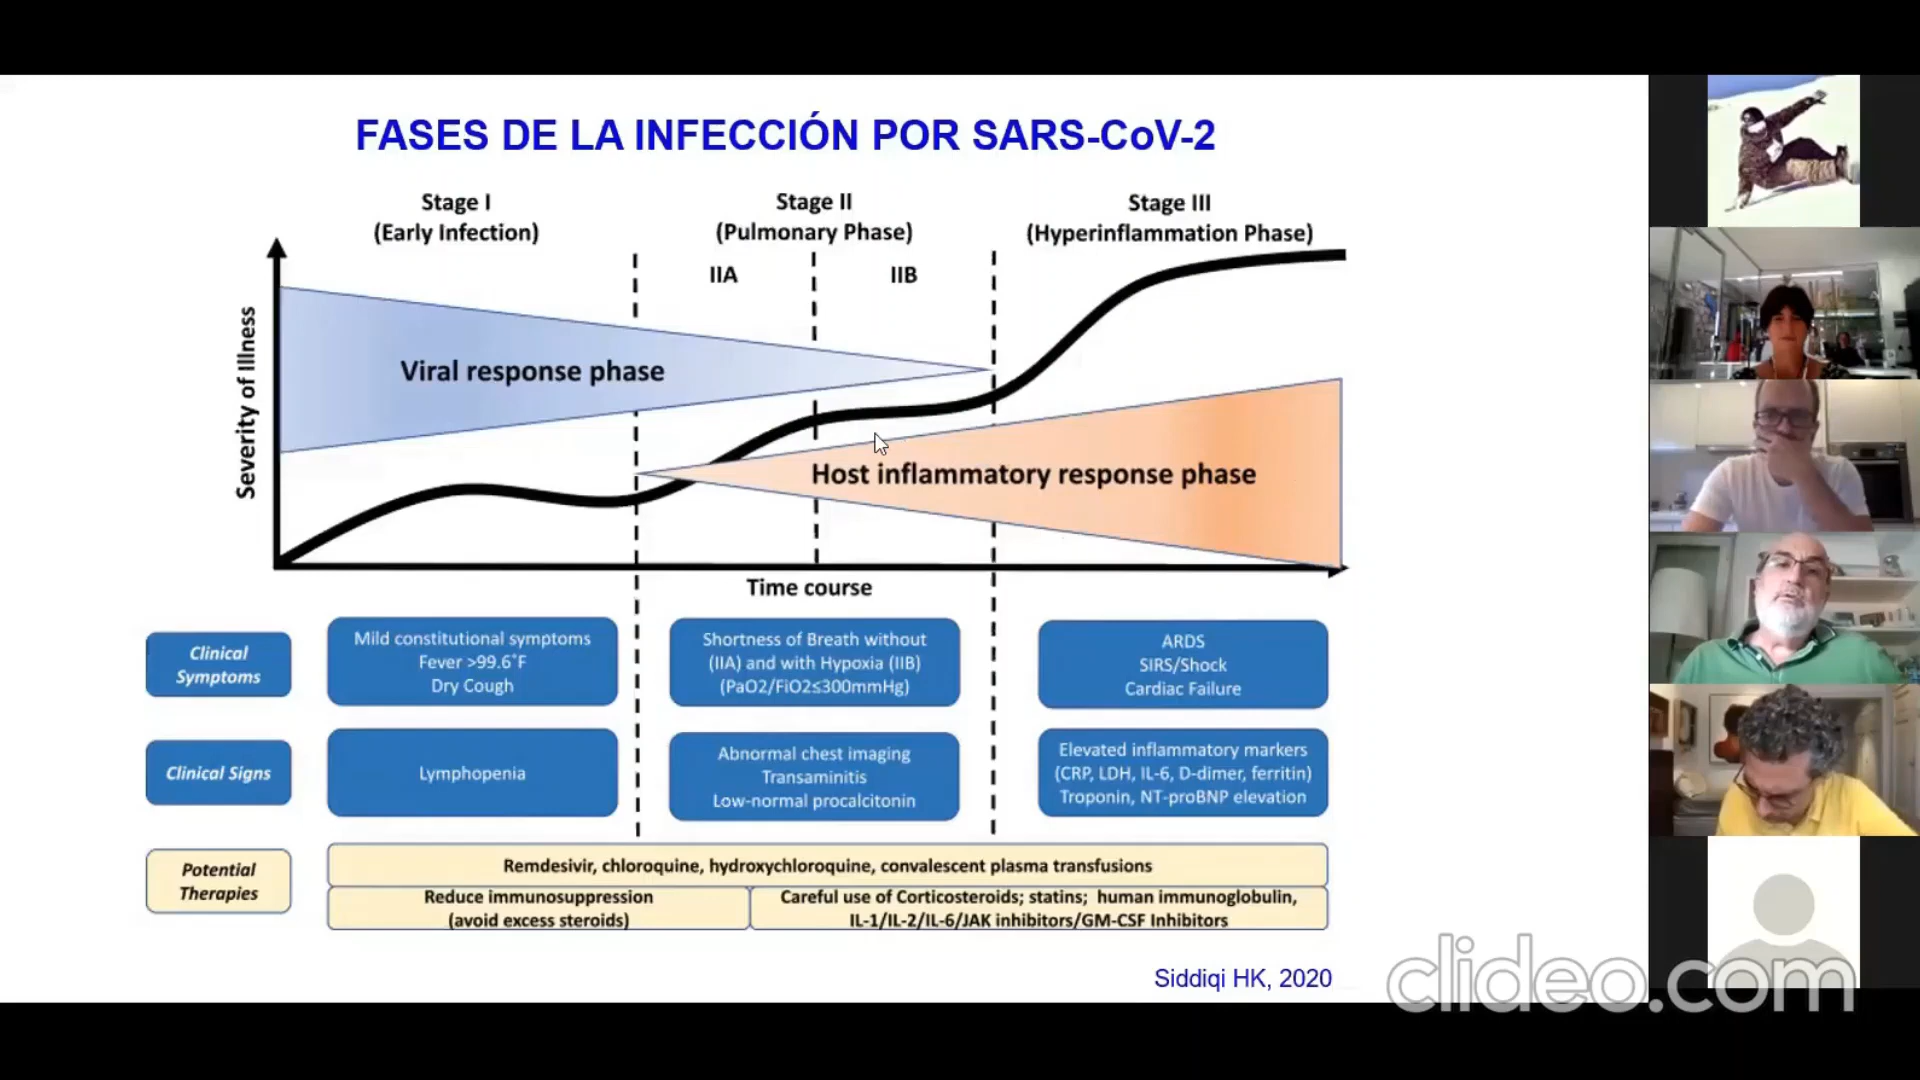 FASES DE LA INFECCIÓN POR SARS-CoV-2
Stage I
(Early Infection)
Stage II
(Pulmonary Phase)
Stage III
(Hyperinflammation Phase)
IIA
IIB
Severity of Illness
Viral response phase
Host inflammatory response phase
Time course
Clinical
Symptoms
Mild constitutional symptoms
Fever >99.6°F
Dry Cough
Shortness of Breath without
(IIA) and with Hypoxia (IIB)
(PaO2/FiO2≤300mmHg)
ARDS
SIRS/Shock
Cardiac Failure
Clinical Signs
Lymphopenia
Abnormal chest imaging
Transaminitis
Low-normal procalcitonin
Elevated inflammatory markers
(CRP, LDH, IL-6, D-dimer, ferritin)
Troponin, NT-proBNP elevation
Potential
Therapies
Remdesivir, chloroquine, hydroxychloroquine, convalescent plasma transfusions
Reduce immunosuppression
(avoid excess steroids)
Careful use of Corticosteroids; statins; human immunoglobulin,
IL-1/IL-2/IL-6/JAK inhibitors/GM-CSF Inhibitors
Siddiqi HK, 2020
clideo.com